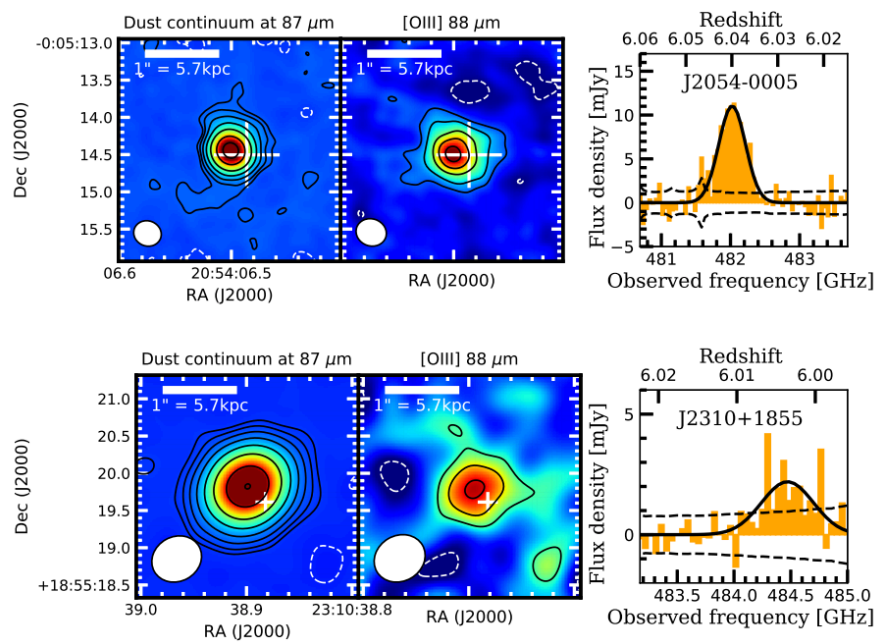 Dust continuum at 87 μm
[OIII] 88 μm
Redshift
6.06 6.05 6.04 6.03 6.02
-0:05:13.0
13.5
14.0
14.5
15.0
15.5
Dec (J2000)
1" = 5.7kpc
1" = 5.7kpc
06.6
20:54:06.5
RA (J2000)
RA (J2000)
J2054-0005
15
10
5
0
−5
Flux density [mJy]
481 482 483
Observed frequency [GHz]
Dust continuum at 87 μm
[OIII] 88 μm
Redshift
6.02 6.01 6.00
21.0
20.5
20.0
19.5
19.0
+18:55:18.5
Dec (J2000)
1" = 5.7kpc
1" = 5.7kpc
39.0
38.9
23:10:38.8
RA (J2000)
RA (J2000)
J2310+1855
5
0
Flux density [mJy]
483.5 484.0 484.5 485.0
Observed frequency [GHz]